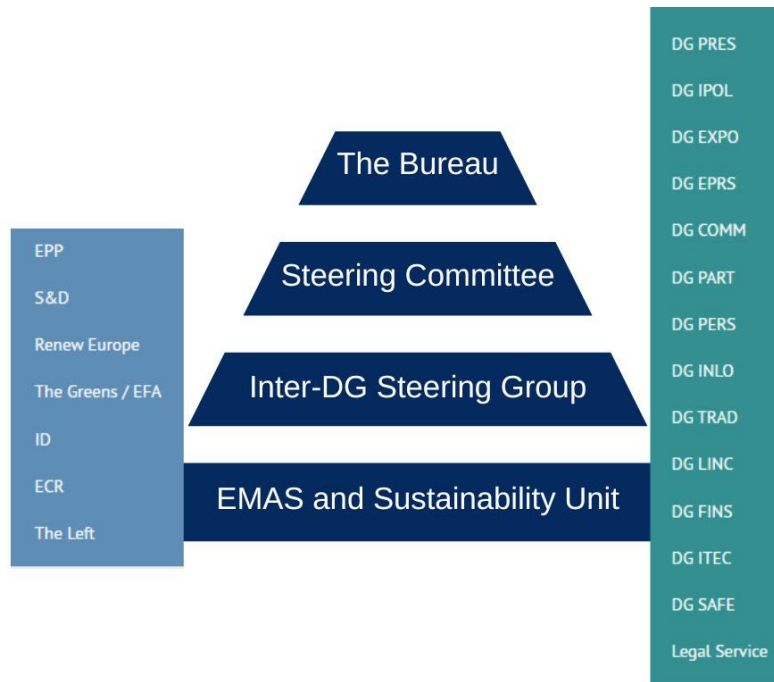 EPP
S&D
Renew Europe
The Greens / EFA
ID
ECR
The Left
The Bureau
Steering Committee
Inter-DG Steering Group
EMAS and Sustainability Unit
DG PRES
DG IPOL
DG EXPO
DG EPRS
DG COMM
DG PART
DG PERS
DG INLO
DG TRAD
DG LINC
DG FINS
DG ITEC
DG SAFE
Legal Service